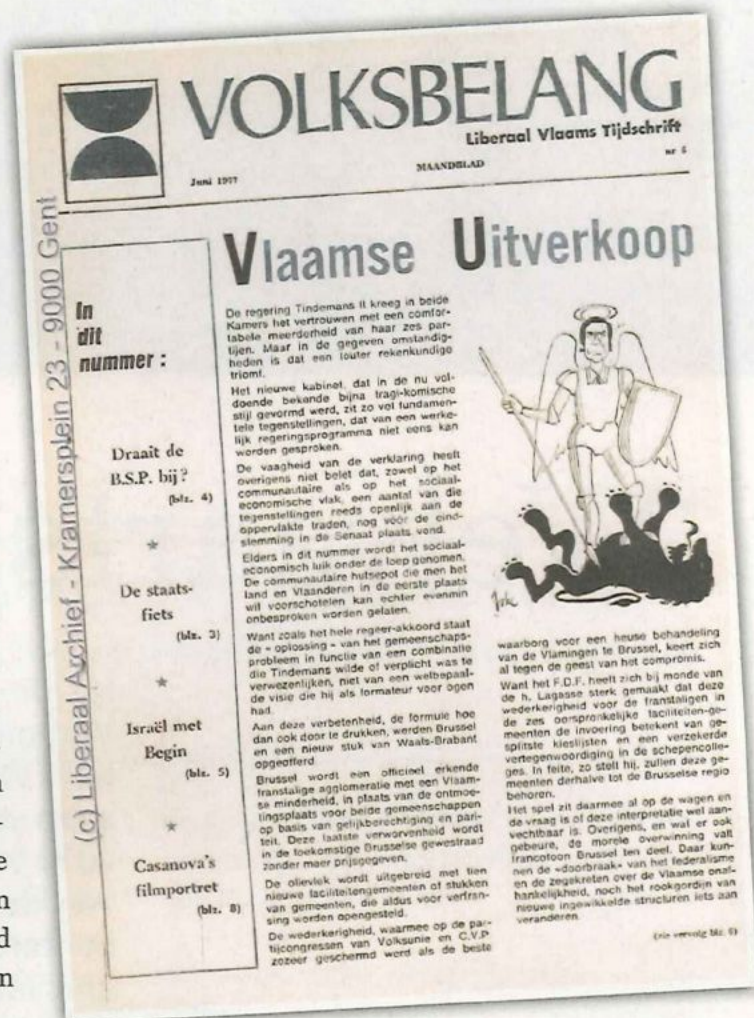 VOLKSBELANG
Liberaal Vlaams Tijdschrift
Juni 1977
MAANDBLAD
nr 5
(c) Liberaal Archief - Kramersplein 23 - 9000 Gent
In
dit
nummer :
Draait de
B.S.P. bij?
(blz. 4)
De staats-
fiets
(blz. 3)
Israël met
Begin
(blz. 5)
Casanova's
filmportret
(blz. 8)
Vlaamse Uitverkoop
De regering Tindemans II kreeg in beide
Kamers het vertrouwen met een comfor-
tabele meerderheid van haar zes par-
tijen. Maar in de gegeven omstandig-
heden is dat een louter rekenkundige
triomf.
Het nieuwe kabinet, dat in de nu vol-
doende bekende bijna tragi-komische
stijl gevormd werd, zit zo vol fundamen-
tele tegenstellingen, dat van een werke-
lijk regeringsprogramma niet eens kan
worden gesproken.
De vaagheid van de verklaring heeft
overigens niet belet dat, zowel op het
communautaire als op het sociaal-
economische vlak, een aantal van die
tegenstellingen reeds openlijk aan de
oppervlakte traden, nog vóór de eind-
stemming in de Senaat plaats vond.
Elders in dit nummer wordt het sociaal-
economisch luik onder de loep genomen.
De communautaire hutsepot die men het
land en Vlaanderen in de eerste plaats
wil voorschotelen kan echter evenmin
onbesproken worden gelaten.
Want zoals het hele regeer-akkoord staat
de « oplossing » van het gemeenschaps-
probleem in functie van een combinatie
die Tindemans wilde of verplicht was te
verwezenlijken, niet van een welbepaal-
de visie die hij als formateur voor ogen
had.
Aan deze verbetenheid, de formule hoe
dan ook door te drukken, werden Brussel
en een nieuw stuk van Waals-Brabant
opgeofferd.
Brussel wordt een officieel erkende
franstalige agglomeratie met een Vlaam-
se minderheid, in plaats van de ontmoe-
tingsplaats voor beide gemeenschappen
op basis van gelijkberechtiging en pari-
teit. Deze laatste verworvenheid wordt
in de toekomstige Brusselse gewestraad
zonder meer prijsgegeven.
De olievlek wordt uitgebreid met tien
nieuwe faciliteitengemeenten of stukken
van gemeenten, die aldus voor verfran-
sing worden opengesteld.
De wederkerigheid, waarmee op de par-
tijcongressen van Volksunie en C.V.P.
zozeer geschermd werd als de beste
waarborg voor een heuse behandeling
van de Vlamingen te Brussel, keert zich
al tegen de geest van het compromis.
Want het F.D.F. heeft zich bij monde van
de h. Lagasse sterk gemaakt dat deze
wederkerigheid voor de franstaligen in
de zes oorspronkelijke faciliteiten-ge-
meenten de invoering betekent van ge-
splitste kieslijsten en een verzekerde
vertegenwoordiging in de schepencolle-
ges. In feite, zo stelt hij, zullen deze ge-
meenten derhalve tot de Brusselse regio
behoren.
Het spel zit daarmee al op de wagen en
de vraag is of deze interpretatie wel aan-
vechtbaar is. Overigens, en wat er ook
gebeure, de morele overwinning valt
francotoon Brussel ten deel. Daar kun-
nen de «doorbraak» van het federalisme
en de zegekreten over de Vlaamse onaf-
hankelijkheid, noch het rookgordijn van
nieuwe ingewikkelde structuren iets aan
veranderen.
(zie vervolg blz. 6)